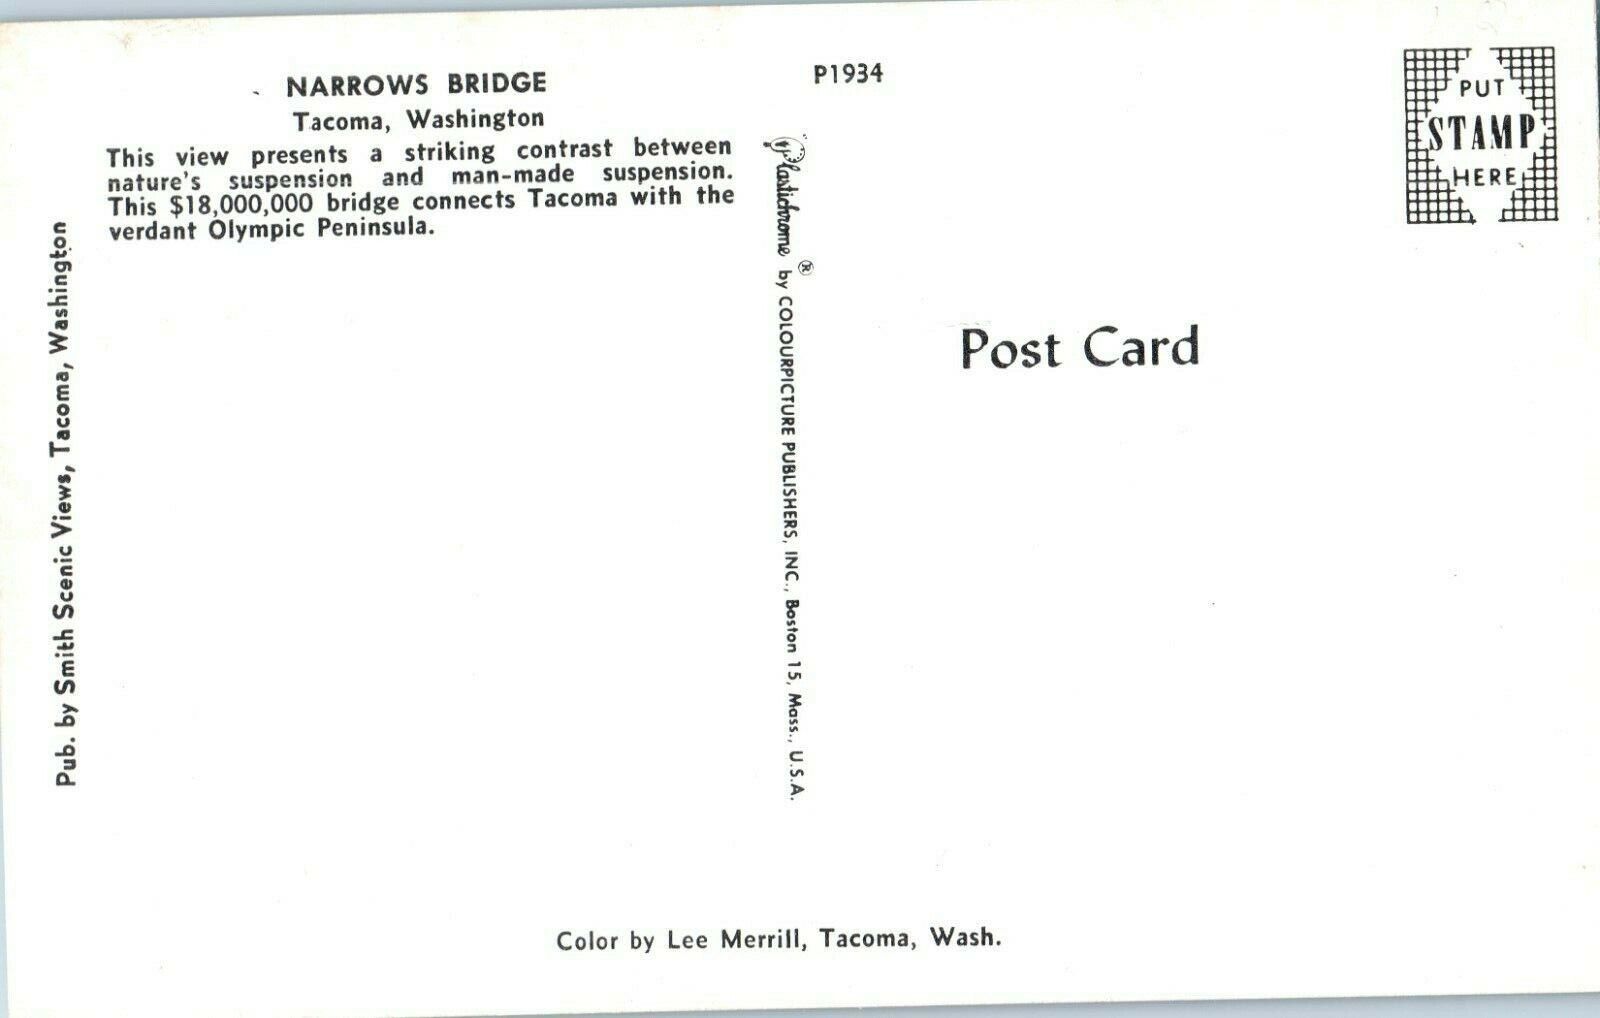 NARROWS BRIDGE
Tacoma, Washington
This view presents a striking contrast between
nature's suspension and man-made suspension.
This $18,000,000 bridge connects Tacoma with the
verdant Olympic Peninsula.
P1934
PUT
STAMP
HERE
Pub. by Smith Scenic Views, Tacoma, Washington
Plastichrome ® by COLOURPICTURE PUBLISHERS, INC., Boston 15, Mass., U.S.A.
Post Card
Color by Lee Merrill, Tacoma, Wash.